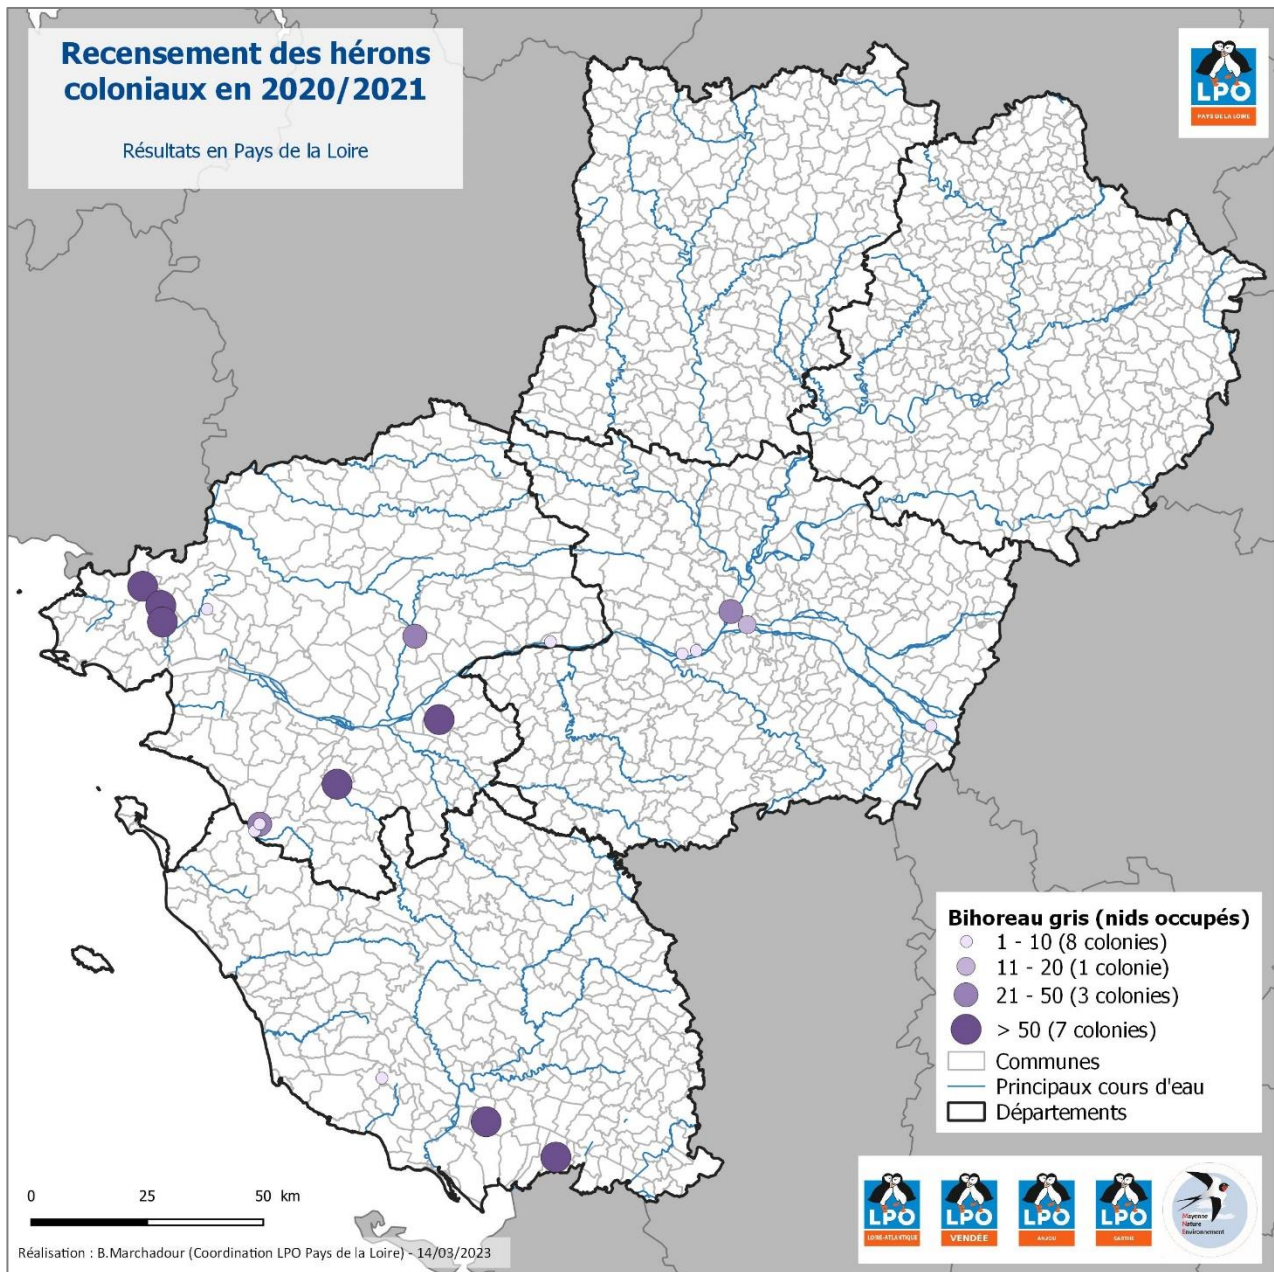 Recensement des hérons
coloniaux en 2020/2021
Résultats en Pays de la Loire
LPO
PAYS DE LA LOIRE
Bihoreau gris (nids occupés)
1 - 10 (8 colonies)
11 - 20 (1 colonie)
21 - 50 (3 colonies)
> 50 (7 colonies)
Communes
Principaux cours d'eau
Départements
0 25 50 km
Réalisation : B.Marchadour (Coordination LPO Pays de la Loire) - 14/03/2023
LPO
LOIRE-ATLANTIQUE
LPO
VENDÉE
LPO
ANJOU
LPO
SARTHE
Mayenne
Nature
Environnement